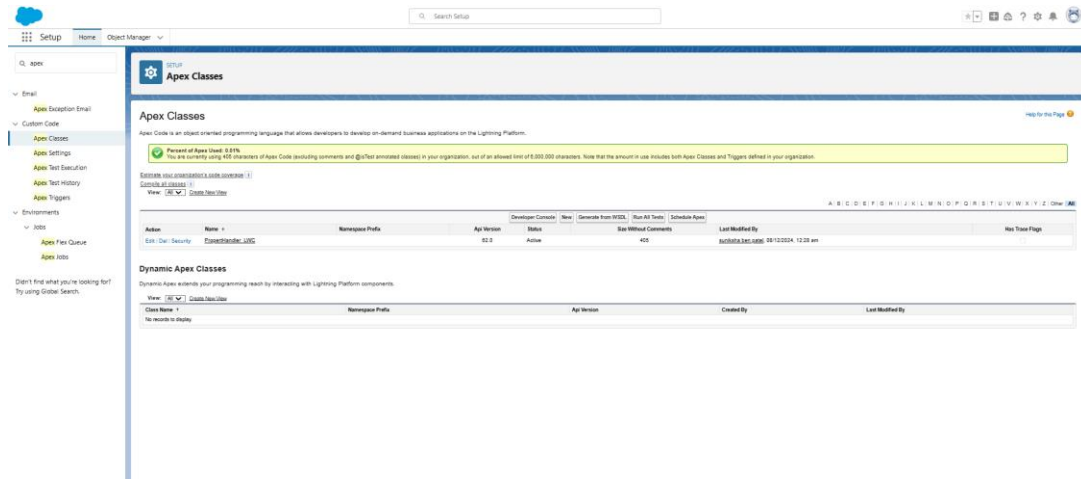 Search Setup
Setup Home Object Manager
apex
SETUP
Apex Classes
Email
Apex Exception Email
Custom Code
Apex Classes
Apex Settings
Apex Test Execution
Apex Test History
Apex Triggers
Environments
Jobs
Apex Flex Queue
Apex Jobs
Didn't find what you're looking for?
Try using Global Search.
Apex Classes
Help for this Page
Apex Code is an object oriented programming language that allows developers to develop on-demand business applications on the Lightning Platform.
Percent of Apex Used: 0.01%
You are currently using 405 characters of Apex Code (excluding comments and @isTest annotated classes) in your organization, out of an allowed limit of 6,000,000 characters. Note that the amount in use includes both Apex Classes and Triggers defined in your organization.
Estimate your organization's code coverage i
Compile all classes i
View: All Create New View
A B C D E F G H I J K L M N O P Q R S T U V W X Y Z Other All
Developer Console New Generate from WSDL Run All Tests Schedule Apex
Action Name Namespace Prefix Api Version Status Size Without Comments Last Modified By Has Trace Flags
Edit | Del | Security PropertHandler_LWC 62.0 Active 405 08/12/2024, 12:28 am
Dynamic Apex Classes
Dynamic Apex extends your programming reach by interacting with Lightning Platform components.
View: All Create New View
Class Name Namespace Prefix Api Version Created By Last Modified By
No records to display